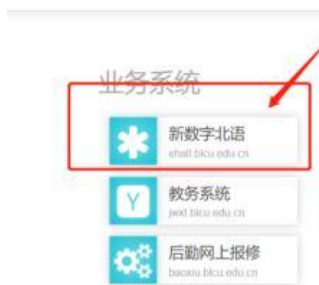 业务系统
新数字北语
ehall.blcu.edu.cn
Y
教务系统
jwxt.blcu.edu.cn
后勤网上报修
baoxiu.blcu.edu.cn